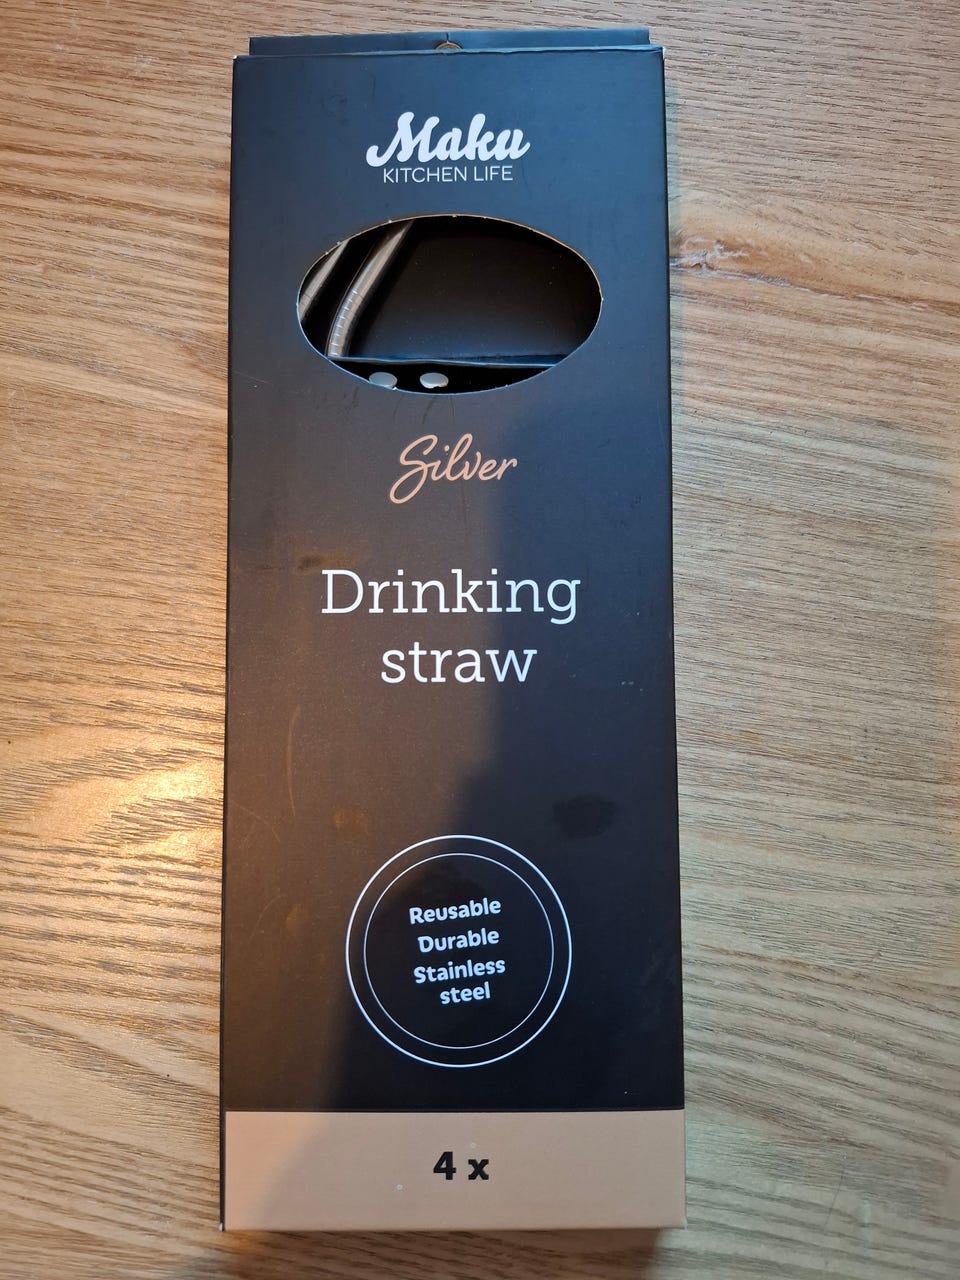 Maku
KITCHEN LIFE
Silver
Drinking
straw
Reusable
Durable
Stainless
steel
4 x